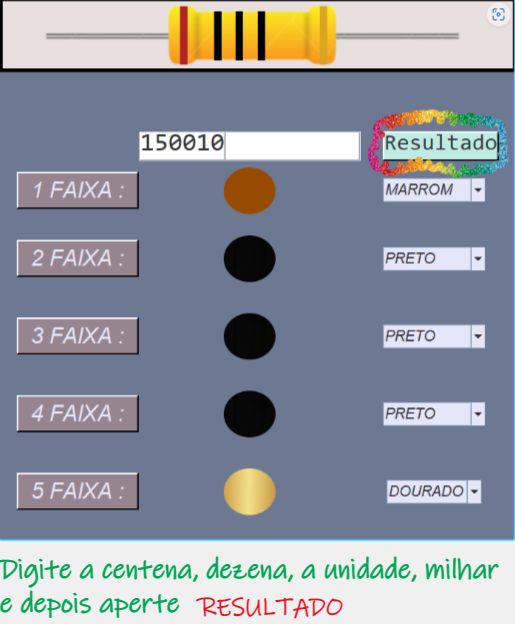 150010 Resultado
1 FAIXA : MARROM
2 FAIXA : PRETO
3 FAIXA : PRETO
4 FAIXA : PRETO
5 FAIXA : DOURADO
Digite a centena, dezena, a unidade, milhar
e depois aperte RESULTADO